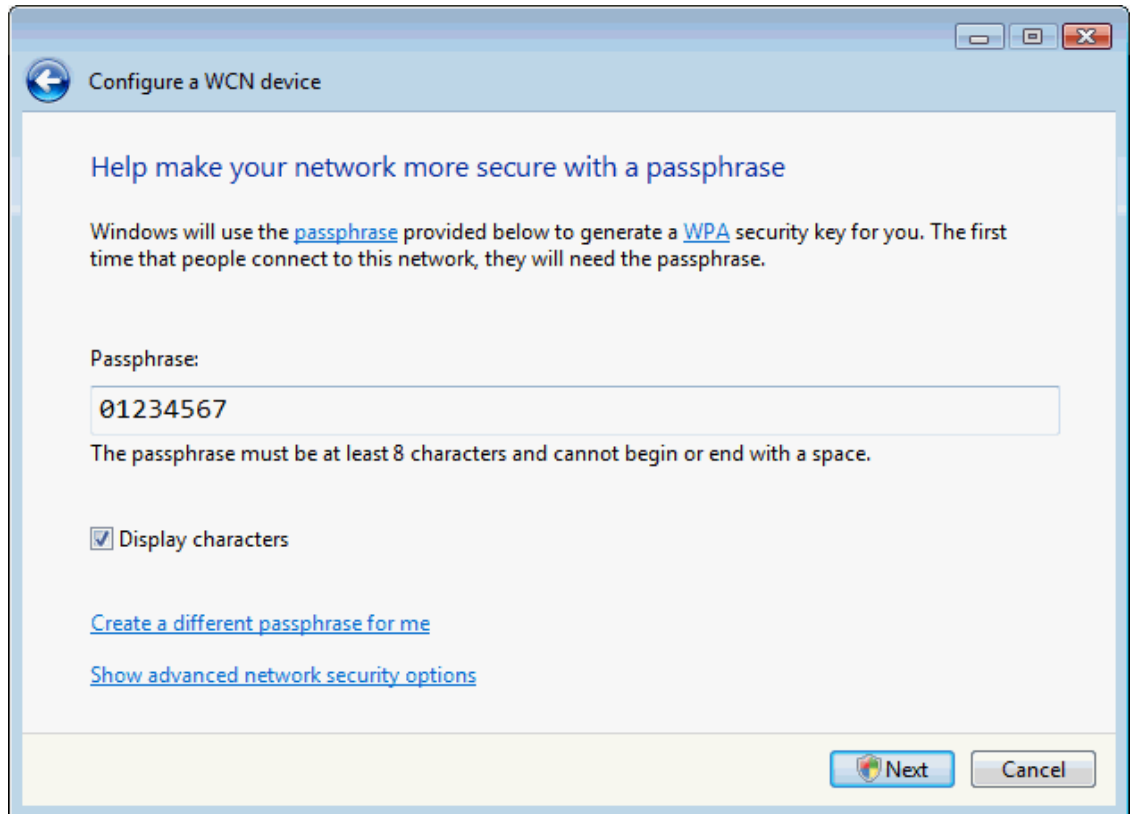 Configure a WCN device
Help make your network more secure with a passphrase
Windows will use the passphrase provided below to generate a WPA security key for you. The first
time that people connect to this network, they will need the passphrase.
Passphrase:
01234567
The passphrase must be at least 8 characters and cannot begin or end with a space.
Display characters
Create a different passphrase for me
Show advanced network security options
Next Cancel